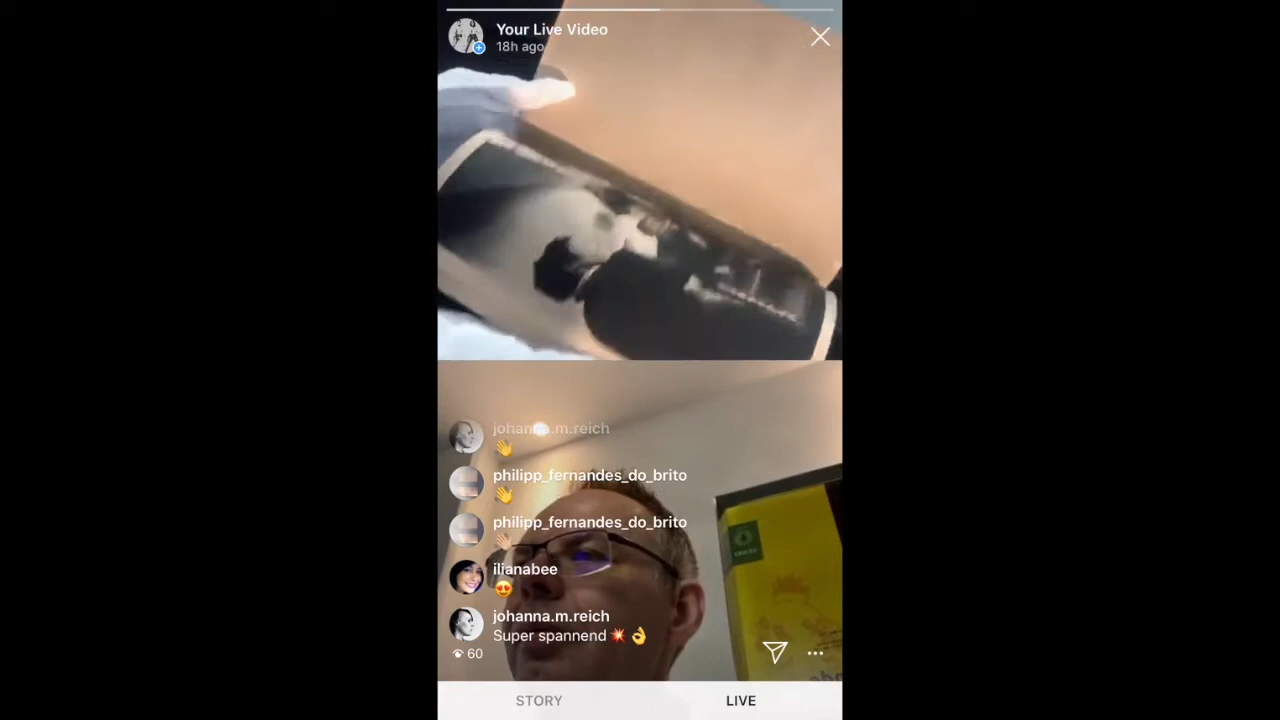 Your Live Video
18h ago
johanna.m.reich
👋
philipp_fernandes_do_brito
👋
philipp_fernandes_do_brito
👋🏼
ilianabee
😍
johanna.m.reich
Super spannend 💥 👌
60
STORY
LIVE